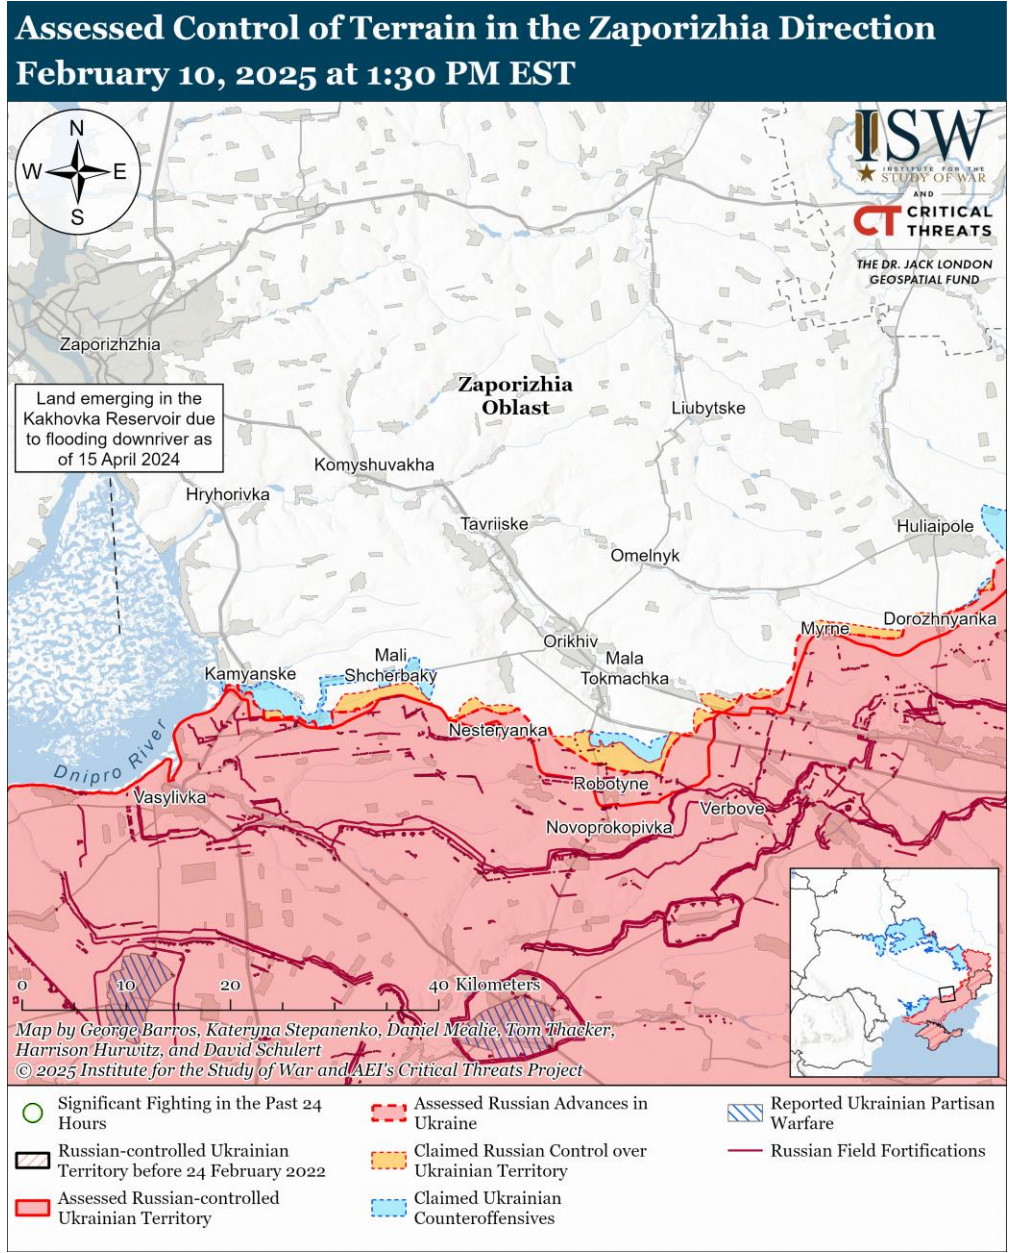 Assessed Control of Terrain in the Zaporizhia Direction
February 10, 2025 at 1:30 PM EST
N
W
E
S
ISW
INSTITUTE FOR THE
STUDY OF WAR
AND
CT CRITICAL
THREATS
THE DR. JACK LONDON
GEOSPATIAL FUND
Zaporizhzhia
Land emerging in the
Kakhovka Reservoir due
to flooding downriver as
of 15 April 2024
Zaporizhia
Oblast
Liubytske
Komyshuvakha
Hryhorivka
Tavriiske
Huliaipole
Omelnyk
Dorozhnyanka
Myrne
Orikhiv
Mali
Shcherbaky
Mala
Tokmachka
Kamyanske
Nesteryanka
Dnipro River
Robotyne
Vasylivka
Verbove
Novoprokopivka
0 10 20 40 Kilometers
Map by George Barros, Kateryna Stepanenko, Daniel Mealie, Tom Thacker,
Harrison Hurwitz, and David Schulert
© 2025 Institute for the Study of War and AEI's Critical Threats Project
Significant Fighting in the Past 24
Hours
Russian-controlled Ukrainian
Territory before 24 February 2022
Assessed Russian-controlled
Ukrainian Territory
Assessed Russian Advances in
Ukraine
Claimed Russian Control over
Ukrainian Territory
Claimed Ukrainian
Counteroffensives
Reported Ukrainian Partisan
Warfare
Russian Field Fortifications